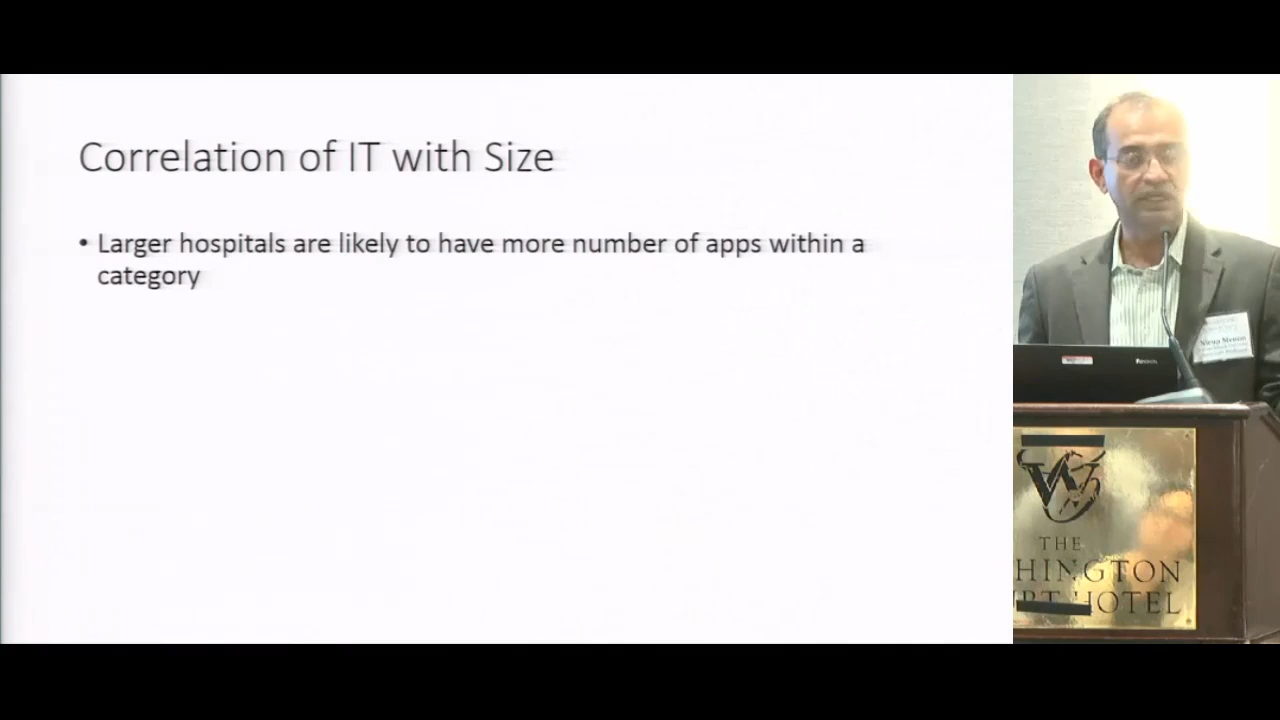 Correlation of IT with Size
• Larger hospitals are likely to have more number of apps within a
category
THE
HINGTON
HOTEL